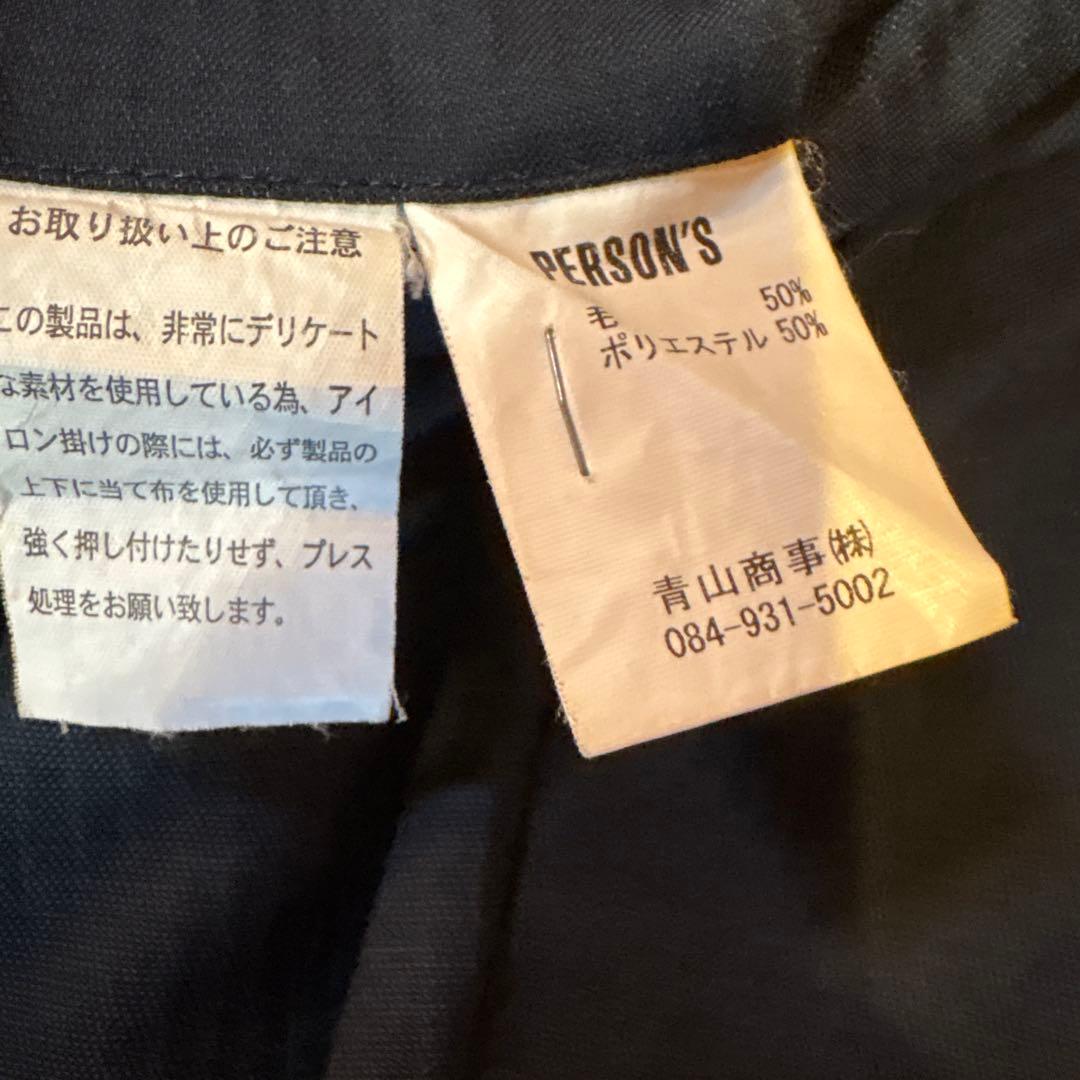 お取り扱い上のご注意
この製品は、非常にデリケート
な素材を使用している為、アイ
ロン掛けの際には、必ず製品の
上下に当て布を使用して頂き、
強く押し付けたりせず、プレス
処理をお願い致します。
PERSON'S
毛 50%
ポリエステル 50%
青山商事(株)
084-931-5002